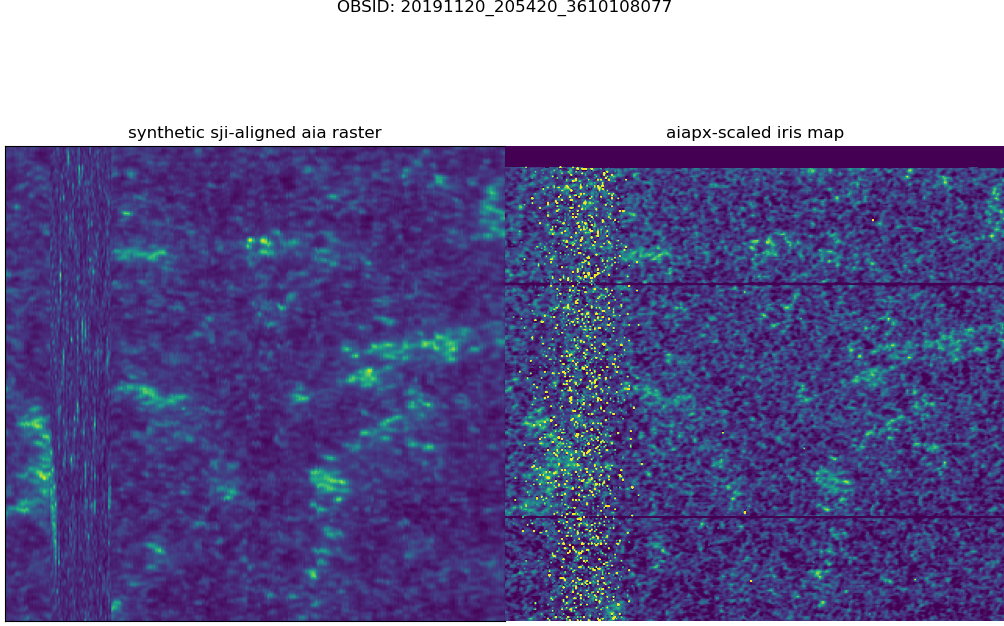 OBSID: 20191120_205420_3610108077
synthetic sji-aligned aia raster
aiapx-scaled iris map